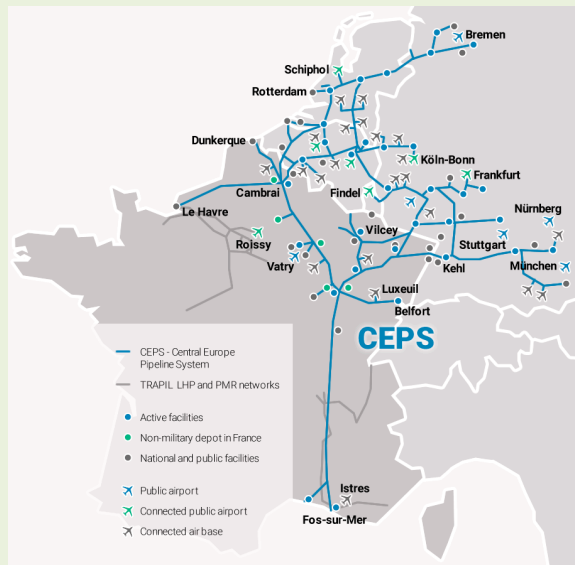 Bremen
Schiphol
Rotterdam
Dunkerque
Köln-Bonn
Frankfurt
Cambrai
Findel
Le Havre
Nürnberg
Vilcey
Roissy
Stuttgart
Vatry
Kehl
München
Luxeuil
Belfort
CEPS
CEPS - Central Europe
Pipeline System
TRAPIL LHP and PMR networks
Active facilities
Non-military depot in France
National and public facilities
Public airport
Connected public airport
Connected air base
Istres
Fos-sur-Mer